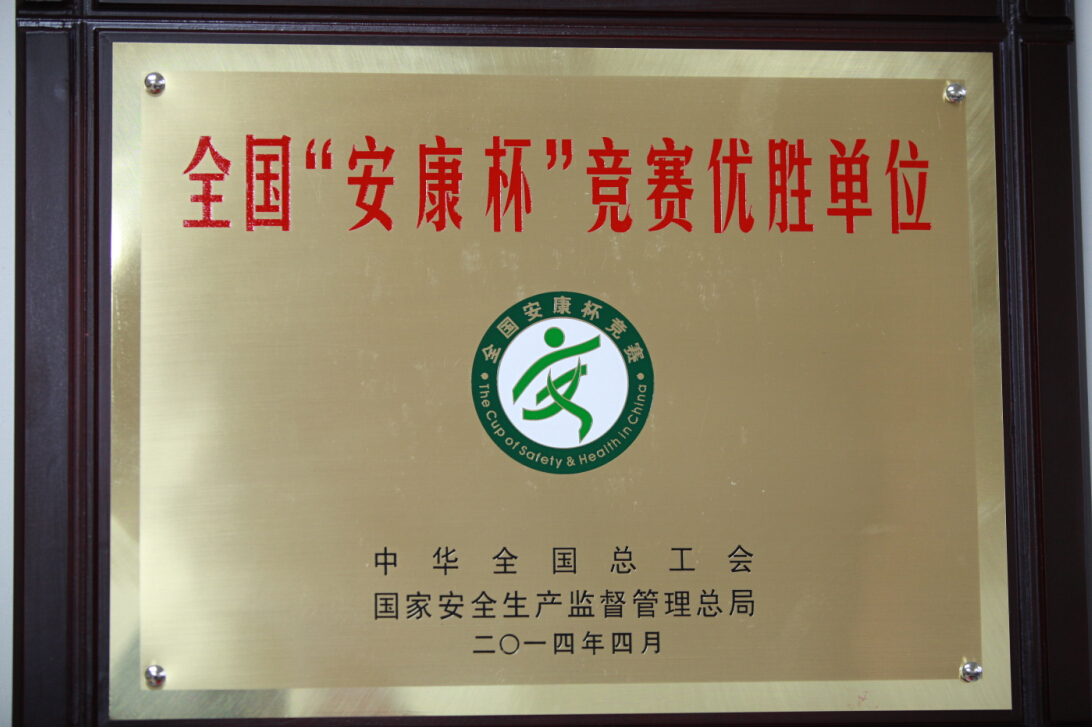 全国“安康杯”竞赛优胜单位
全国安康杯竞赛
The Cup of Safety & Health in China
中华全国总工会
国家安全生产监督管理总局
二〇一四年四月